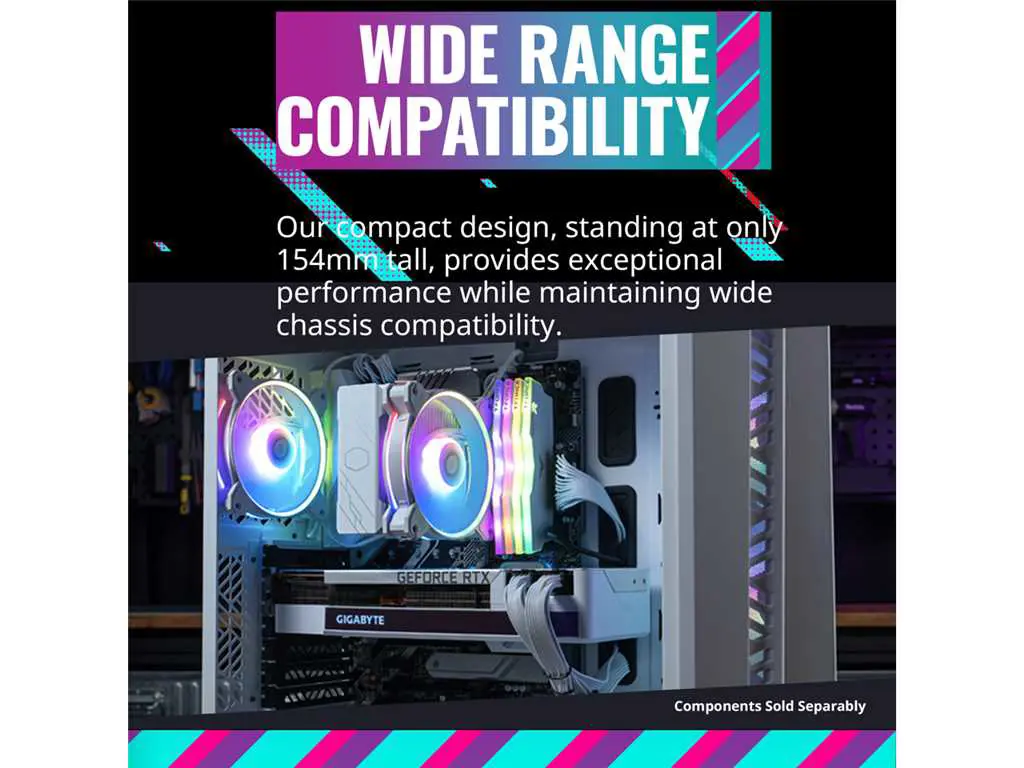 WIDE RANGE
COMPATIBILITY
Our compact design, standing at only
154mm tall, provides exceptional
performance while maintaining wide
chassis compatibility.
GEFORCE RTX
GIGABYTE
Components Sold Separably